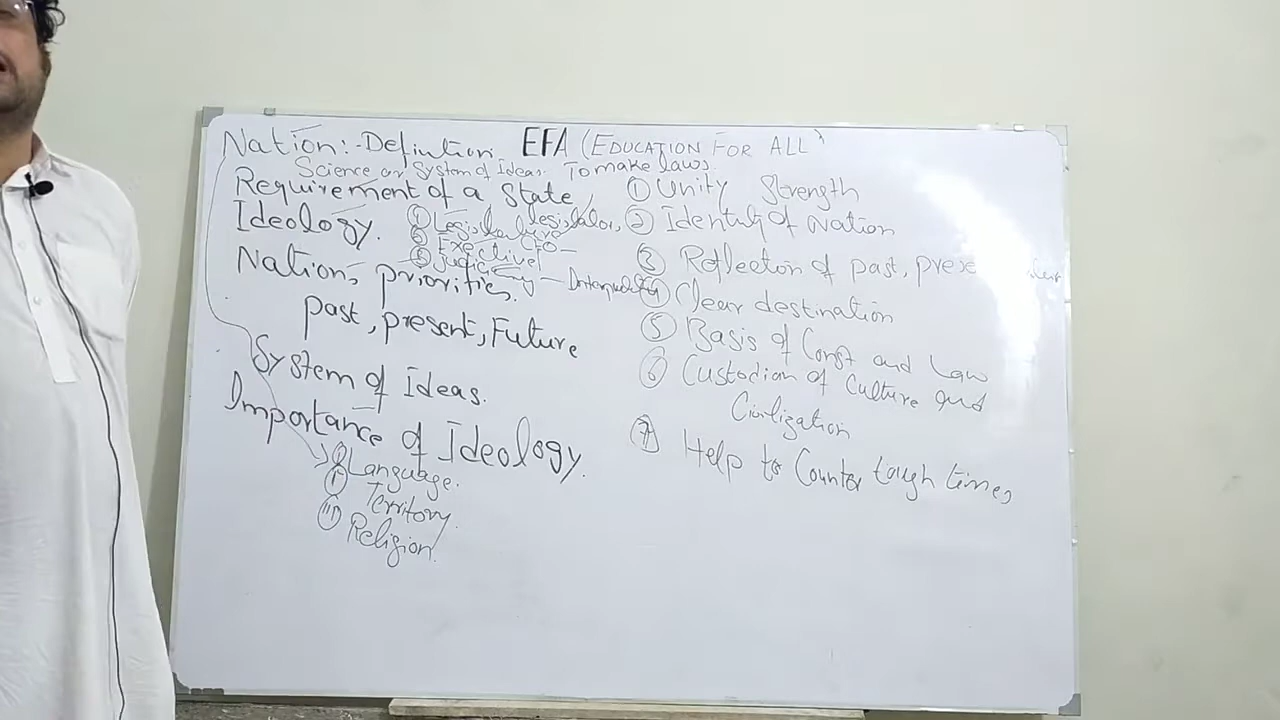 Nation:- Definition. EFA (EDUCATION FOR ALL)
Science or System of Ideas. To make laws.
Requirement of a State
Ideology.
① Legislature legislator,
② Executive CEO
③ Judiciary —
Nation, priorities.
past, present, Future
System of Ideas.
Importance of Ideology.
① Language.
Territory.
(iii) Religion.
① Unity Strength
② Identity of Nation
③ Reflection of past,
④ Clear destination
⑤ Basis of Const and Law
⑥ Custodian of Culture and
Civilization
⑦ Help to Counter tough times